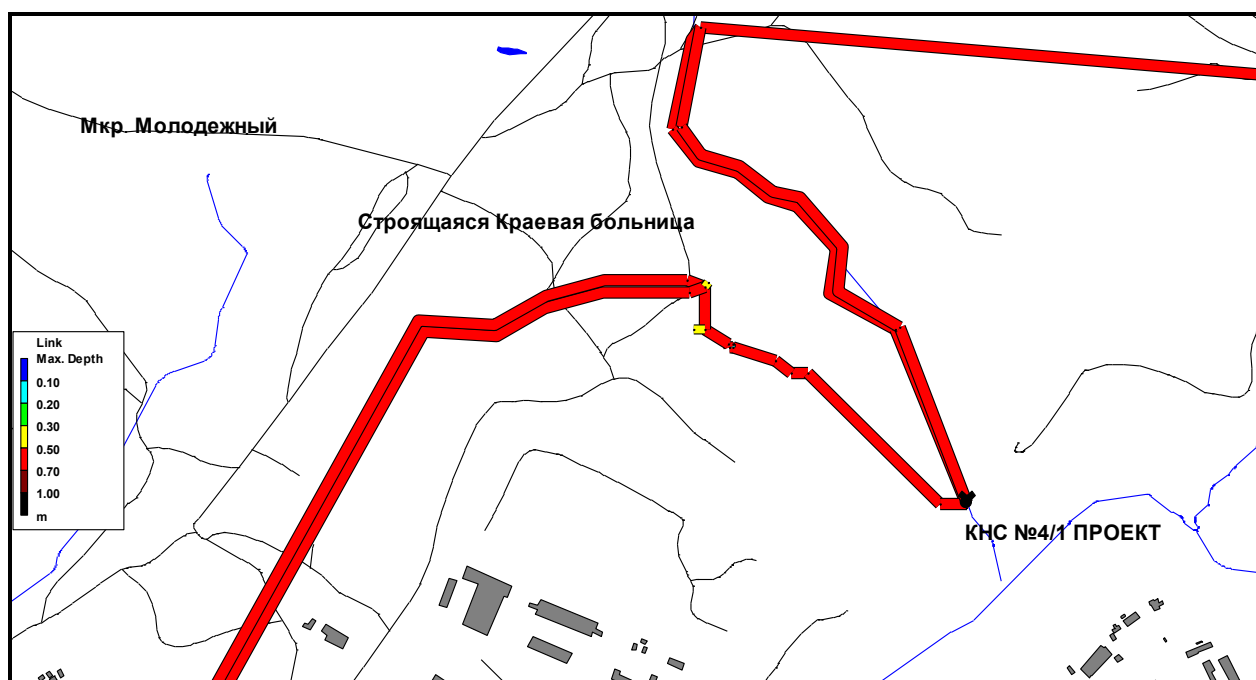 Мкр. Молодежный
Строящаяся Краевая больница
Link
Max. Depth
0.10
0.20
0.30
0.50
0.70
1.00
m
КНС №4/1 ПРОЕКТ